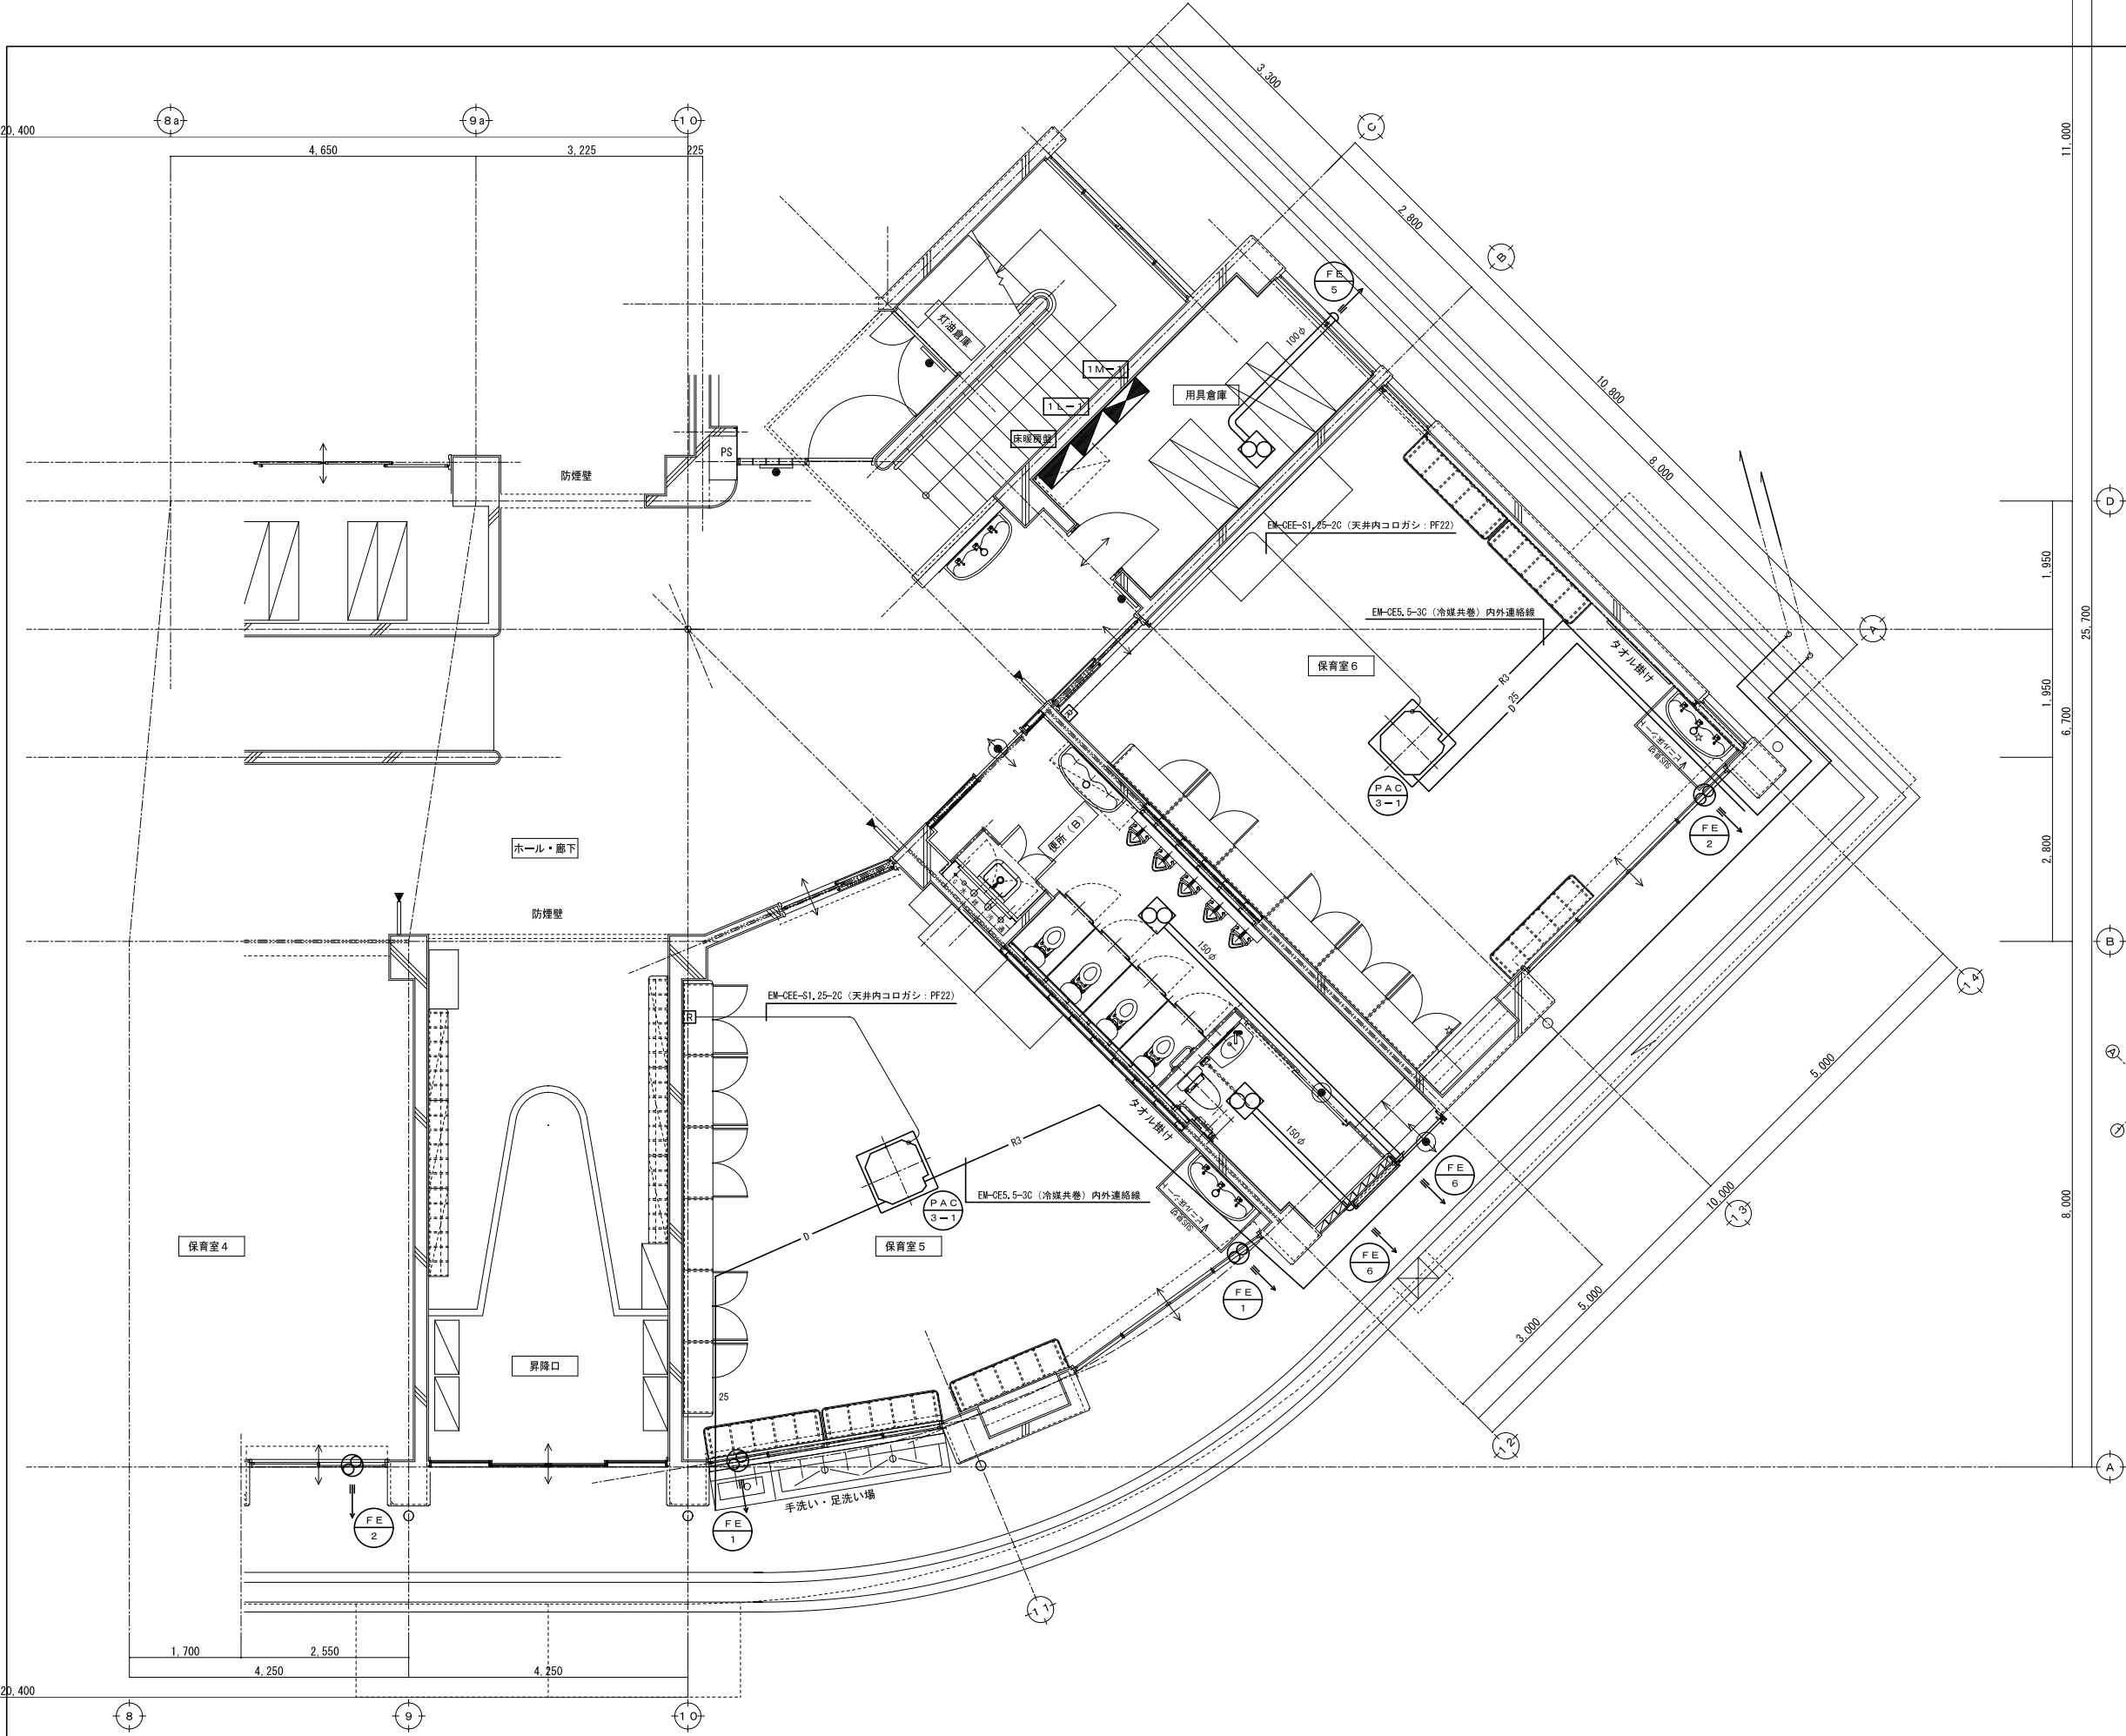 3,300
8a
9a
10
C
20,400
4,650
3,225
225
11,000
2,800
B
FE
5
灯油倉庫
100φ
1M-1
用具倉庫
10,800
1L-1
床暖房盤
PS
防煙壁
8,000
D
EM-CEE-S1.25-2C（天井内コロガシ：PF22）
1,950
EM-CE5.5-3C（冷媒共巻）内外連絡線
25,700
A
保育室6
タオル掛け
R3
25
D
1,950
6,700
R
PAC
3-1
FE
2
便所（B）
ホール・廊下
2,800
防煙壁
150φ
B
14
EM-CEE-S1.25-2C（天井内コロガシ：PF22）
R
5,000
タオル掛け
150φ
R3
FE
6
EM-CE5.5-3C（冷媒共巻）内外連絡線
10,000
13
8,000
PAC
3-1
D
保育室4
保育室5
FE
6
FE
1
5,000
3,000
昇降口
25
12
A
手洗い・足洗い場
FE
2
FE
1
11
1,700
2,550
4,250
4,250
20,400
8
9
10